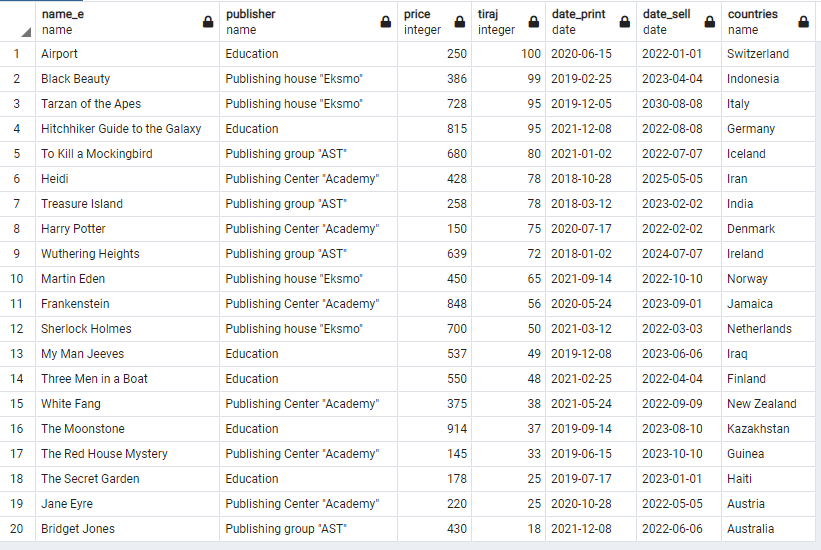 name_e publisher price tiraj date_print date_sell countries
name name integer integer date date name
1 Airport Education 250 100 2020-06-15 2022-01-01 Switzerland
2 Black Beauty Publishing house "Eksmo" 386 99 2019-02-25 2023-04-04 Indonesia
3 Tarzan of the Apes Publishing house "Eksmo" 728 95 2019-12-05 2030-08-08 Italy
4 Hitchhiker Guide to the Galaxy Education 815 95 2021-12-08 2022-08-08 Germany
5 To Kill a Mockingbird Publishing group "AST" 680 80 2021-01-02 2022-07-07 Iceland
6 Heidi Publishing Center "Academy" 428 78 2018-10-28 2025-05-05 Iran
7 Treasure Island Publishing group "AST" 258 78 2018-03-12 2023-02-02 India
8 Harry Potter Publishing Center "Academy" 150 75 2020-07-17 2022-02-02 Denmark
9 Wuthering Heights Publishing group "AST" 639 72 2018-01-02 2024-07-07 Ireland
10 Martin Eden Publishing house "Eksmo" 450 65 2021-09-14 2022-10-10 Norway
11 Frankenstein Publishing Center "Academy" 848 56 2020-05-24 2023-09-01 Jamaica
12 Sherlock Holmes Publishing house "Eksmo" 700 50 2021-03-12 2022-03-03 Netherlands
13 My Man Jeeves Education 537 49 2019-12-08 2023-06-06 Iraq
14 Three Men in a Boat Education 550 48 2021-02-25 2022-04-04 Finland
15 White Fang Publishing Center "Academy" 375 38 2021-05-24 2022-09-09 New Zealand
16 The Moonstone Education 914 37 2019-09-14 2023-08-10 Kazakhstan
17 The Red House Mystery Publishing Center "Academy" 145 33 2019-06-15 2023-10-10 Guinea
18 The Secret Garden Education 178 25 2019-07-17 2023-01-01 Haiti
19 Jane Eyre Publishing Center "Academy" 220 25 2020-10-28 2022-05-05 Austria
20 Bridget Jones Publishing group "AST" 430 18 2021-12-08 2022-06-06 Australia